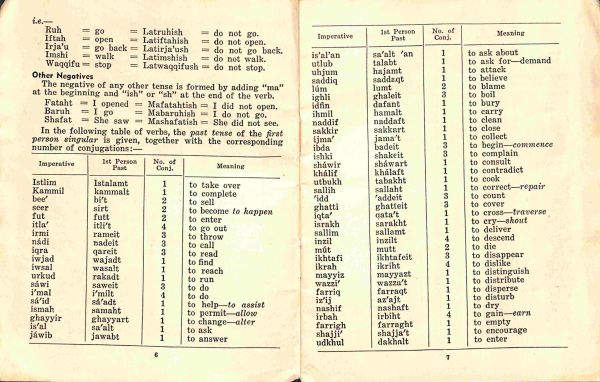 i.e.—
Ruh = go = Latruhish = do not go.
Iftah = open = Latiftahish = do not open.
Irja'u = go back = Latirja'ush = do not go back.
Imshi = walk = Latimshish = do not walk.
Waqqifu = stop = Latwaqqifush = do not stop.
Other Negatives
The negative of any other tense is formed by adding "ma"
at the beginning and "ish" or "sh" at the end of the verb.
Fataht = I opened = Mafatahtish = I did not open.
Baruh = I go = Mabaruhish = I do not go.
Shafat = She saw = Mashafatish = She did not see.
In the following table of verbs, the past tense of the first
person singular is given, together with the corresponding
number of conjugations:—
Imperative 1st Person Past No. of Conj. Meaning
Istlim Istalamt 1 to take over
Kammil kammalt 1 to complete
bee' bi't 2 to sell
seer sirt 2 to become to happen
fut futt 2 to enter
itla' itli't 4 to go out
irmi rameit 3 to throw
nádi nadeit 3 to call
iqra qareit 3 to read
iwjad wajadt 1 to find
iwsal wasalt 1 to reach
urkud rakadt 1 to run
sáwi saweit 3 to do
i'mal i'milt 4 to do
sá'id sá'adt 1 to help—to assist
ismah samaht 1 to permit—allow
ghayyir ghayyart 1 to change—alter
is'al sa'alt 1 to ask
jáwib jawabt 1 to answer
6
Imperative 1st Person Past No. of Conj. Meaning
is'al'an sa'alt 'an 1 to ask about
utlub talabt 1 to ask for—demand
uhjum hajamt 1 to attack
saddiq saddaqt 1 to believe
lúm lumt 2 to blame
ighli ghaleit 3 to boil
idfin dafant 1 to bury
ihmil hamalt 1 to carry
naddif naddaft 1 to clean
sakkir sakkart 1 to close
ijma' jama't 1 to collect
ibda badeit 3 to begin—commence
ishki shakeit 3 to complain
sháwir sháwart 1 to consult
khálif khálaft 1 to contradict
utbukh tabakht 1 to cook
sallih sallaht 1 to correct—repair
'idd 'addeit 3 to count
ghatti ghatteit 3 to cover
iqta' qata't 1 to cross—traverse
israkh sarakht 1 to cry—shout
sallim sallamt 1 to deliver
inzil inzilt 4 to descend
mút mutt 2 to die
ikhtafi ikhtafeit 3 to disappear
ikrah ikriht 4 to dislike
mayyiz mayyazt 1 to distinguish
wazzi' wazza't 1 to distribute
farriq farraqt 1 to disperse
iz'ij az'ajt 1 to disturb
nashif nashaft 1 to dry
irbah irbiht 4 to gain—earn
farrigh farraght 1 to empty
shajji' shajja't 1 to encourage
udkhul dakhalt 1 to enter
7